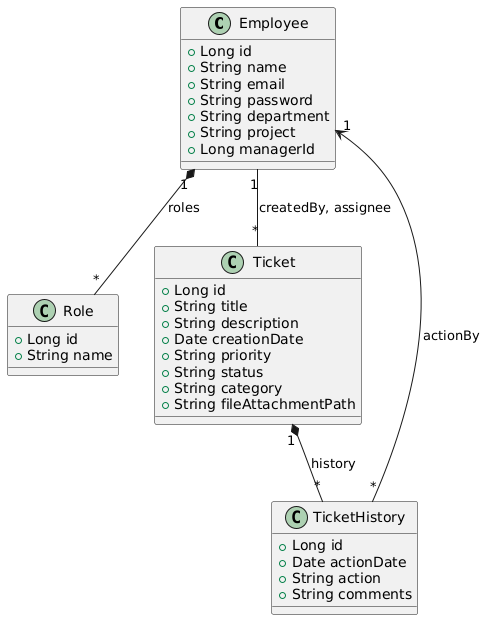 C Employee
Long id
String name
String email
String password
String department
String project
Long managerId
1
1
1
roles
createdBy, assignee
*
*
C Ticket
Long id
String title
String description
Date creationDate
String priority
String status
String category
String fileAttachmentPath
C Role
Long id
String name
actionBy
1
history
*
*
C TicketHistory
Long id
Date actionDate
String action
String comments